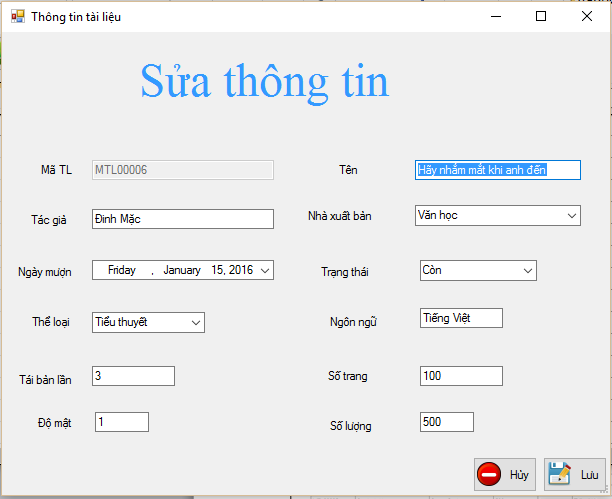 Thông tin tài liệu
Sửa thông tin
Mã TL MTL00006 Tên Hãy nhắm mắt khi anh đến
Tác giả Đinh Mặc Nhà xuất bản Văn học
Ngày mượn Friday , January 15, 2016 Trạng thái Còn
Thể loại Tiểu thuyết Ngôn ngữ Tiếng Việt
Tái bản lần 3 Số trang 100
Độ mật 1 Số lượng 500
Hủy Lưu